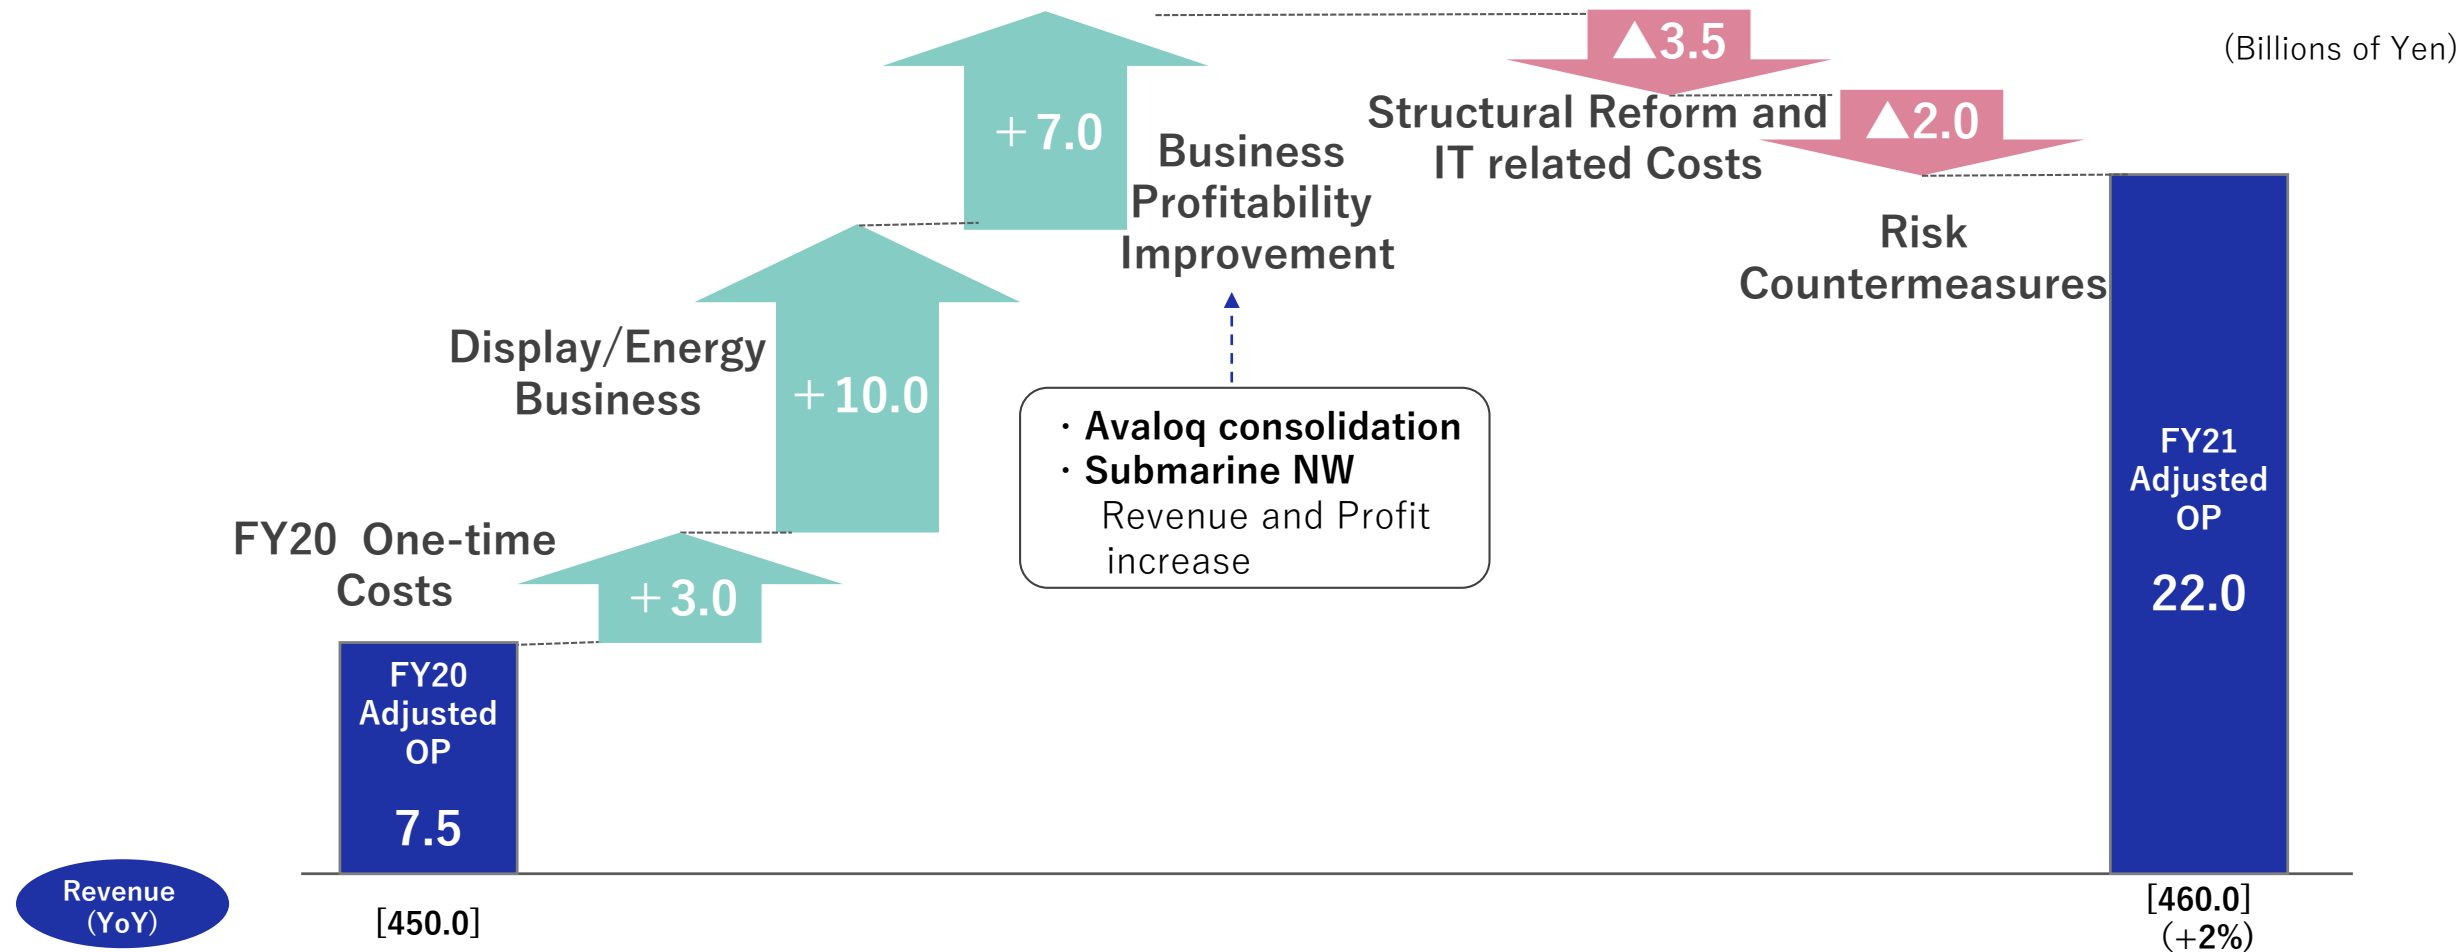 (Billions of Yen)
△3.5
Structural Reform and
IT related Costs
△2.0
Risk
Countermeasures
+7.0
Business
Profitability
Improvement
Display/Energy
Business
+10.0
・Avaloq consolidation
・Submarine NW
Revenue and Profit
increase
FY20 One-time
Costs
+3.0
FY20
Adjusted
OP
7.5
FY21
Adjusted
OP
22.0
Revenue
(YoY)
[450.0]
[460.0]
(+2%)